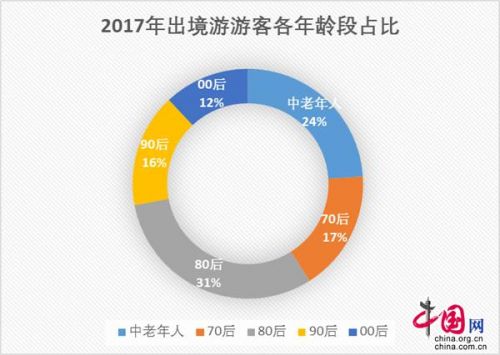 2017年出境游游客各年龄段占比
00后
12%
中老年人
24%
90后
16%
70后
17%
80后
31%
中老年人 70后 80后 90后 00后
中国网
china.org.cn
china.com.cn